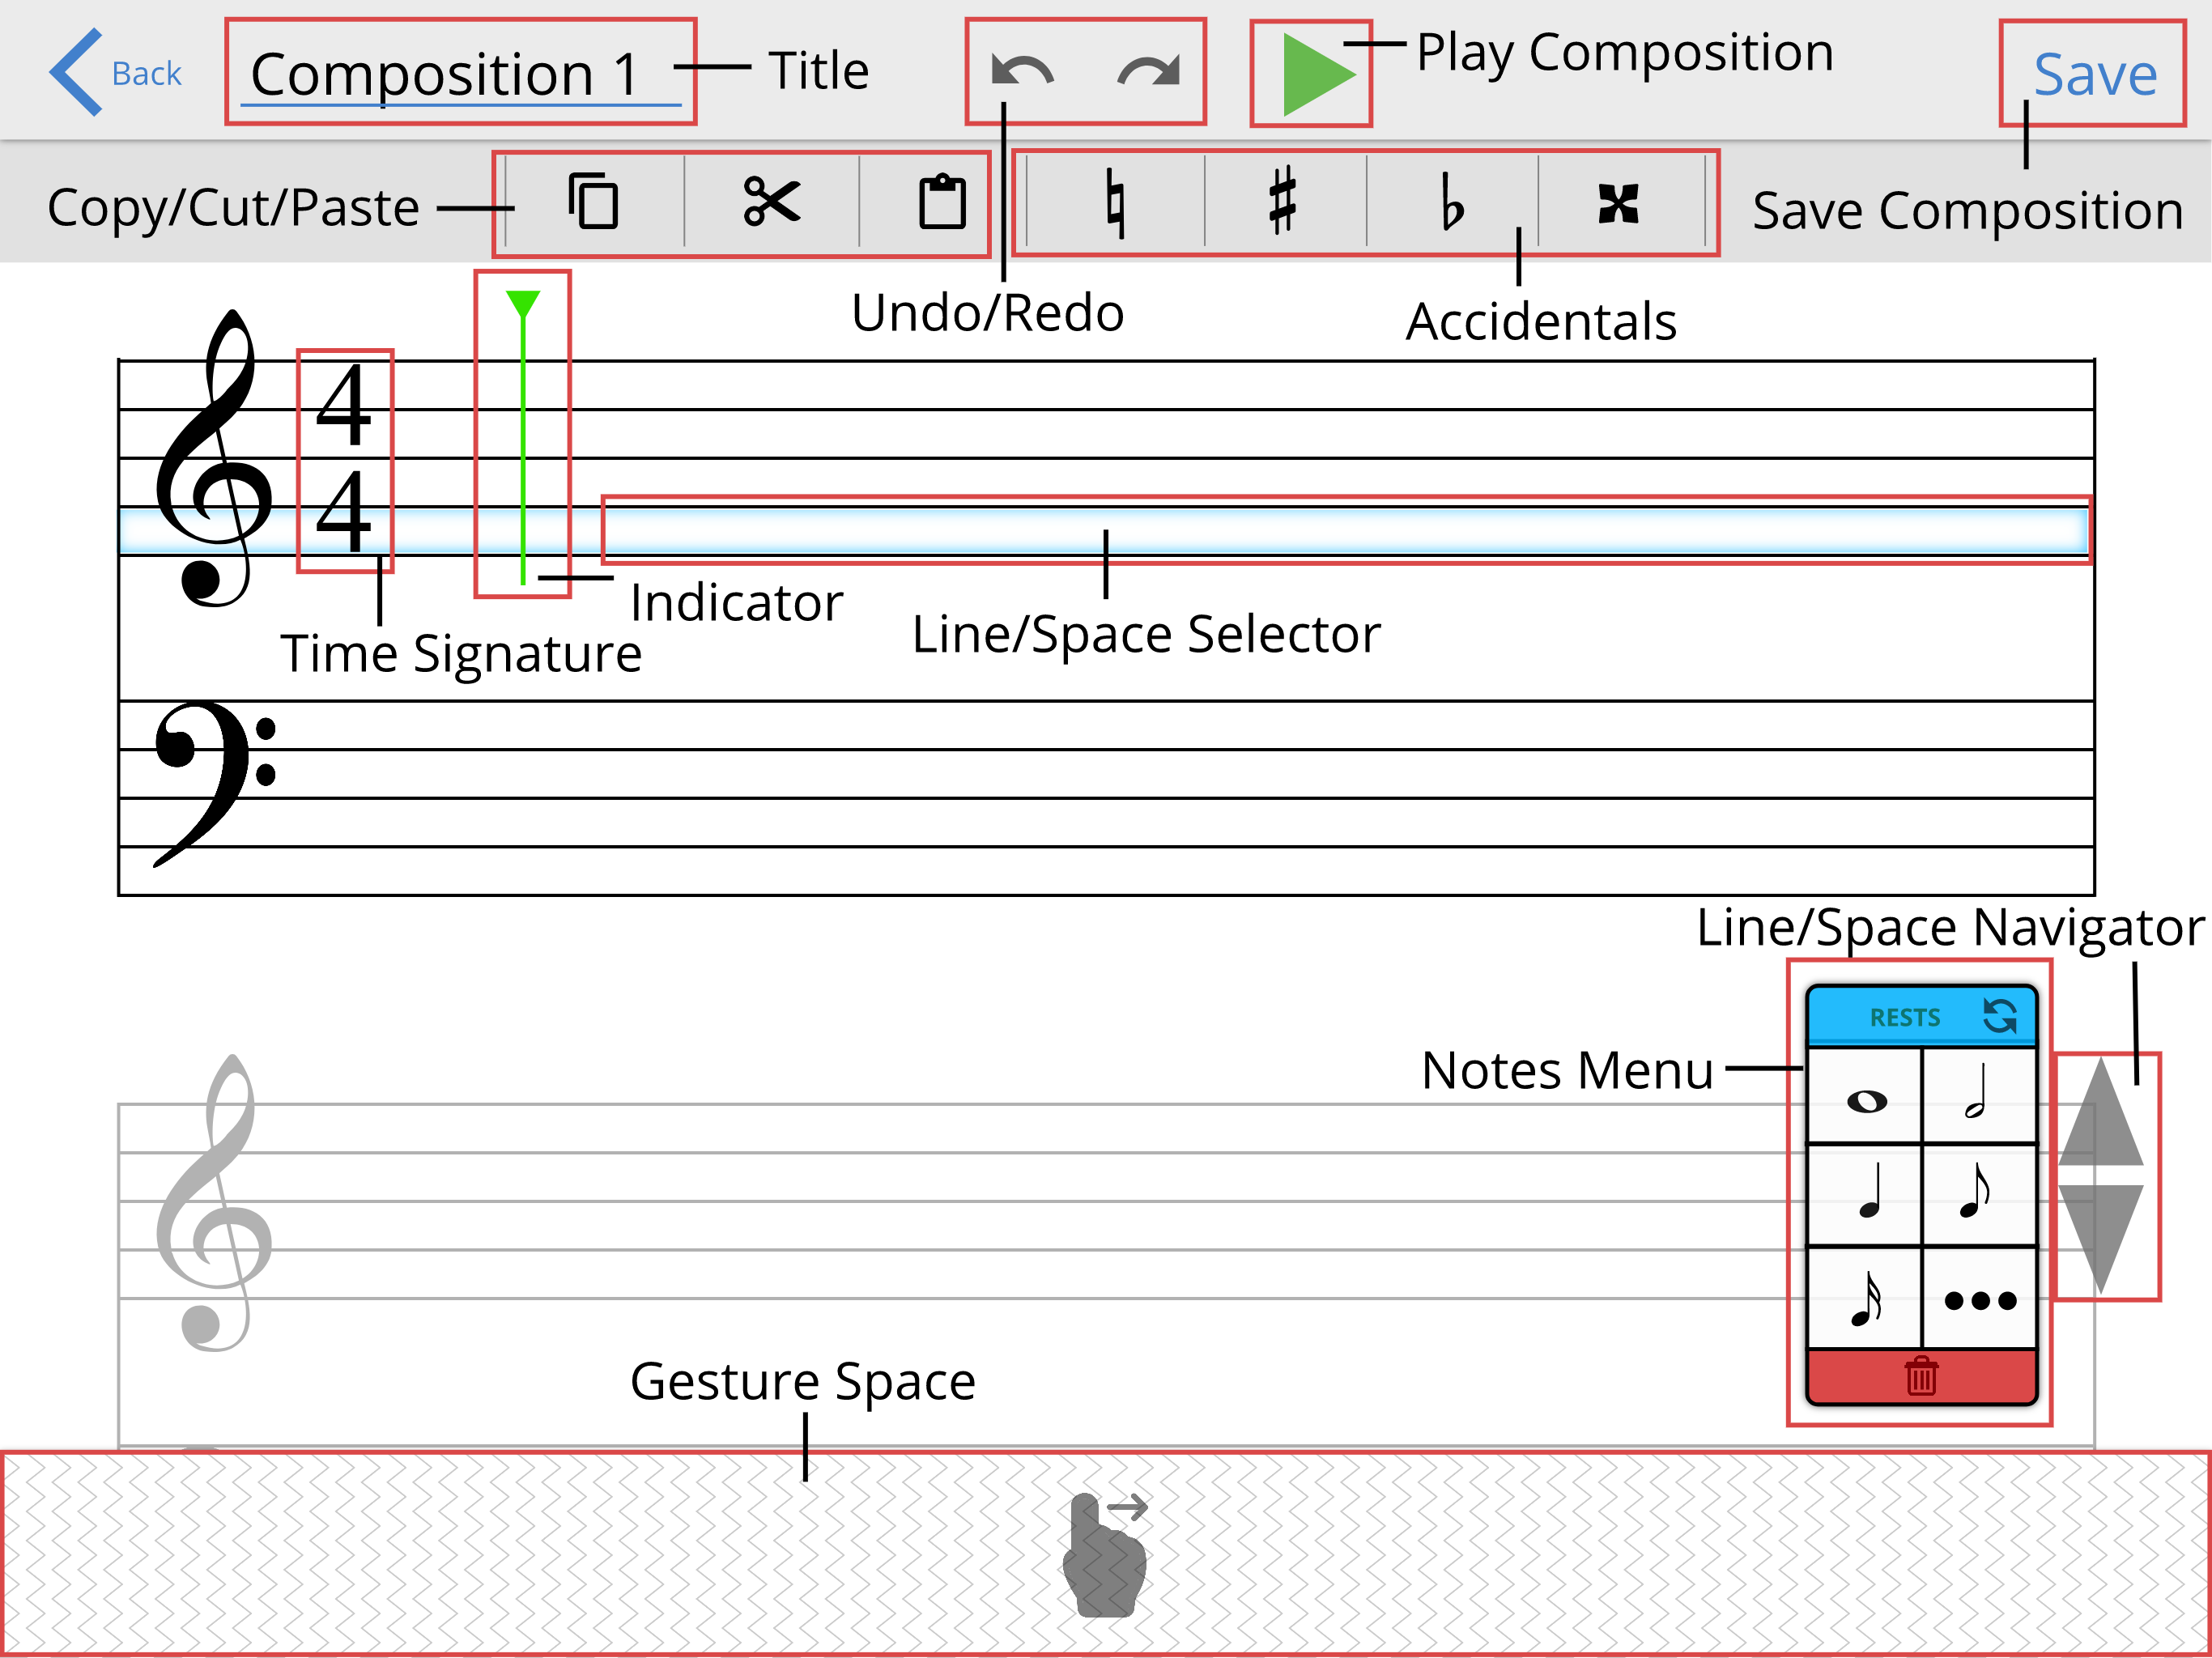 Back
Composition 1
Title
Play Composition
Save
Copy/Cut/Paste
Save Composition
Undo/Redo
Accidentals
4
4
Indicator
Line/Space Selector
Time Signature
Line/Space Navigator
RESTS
Notes Menu
Gesture Space